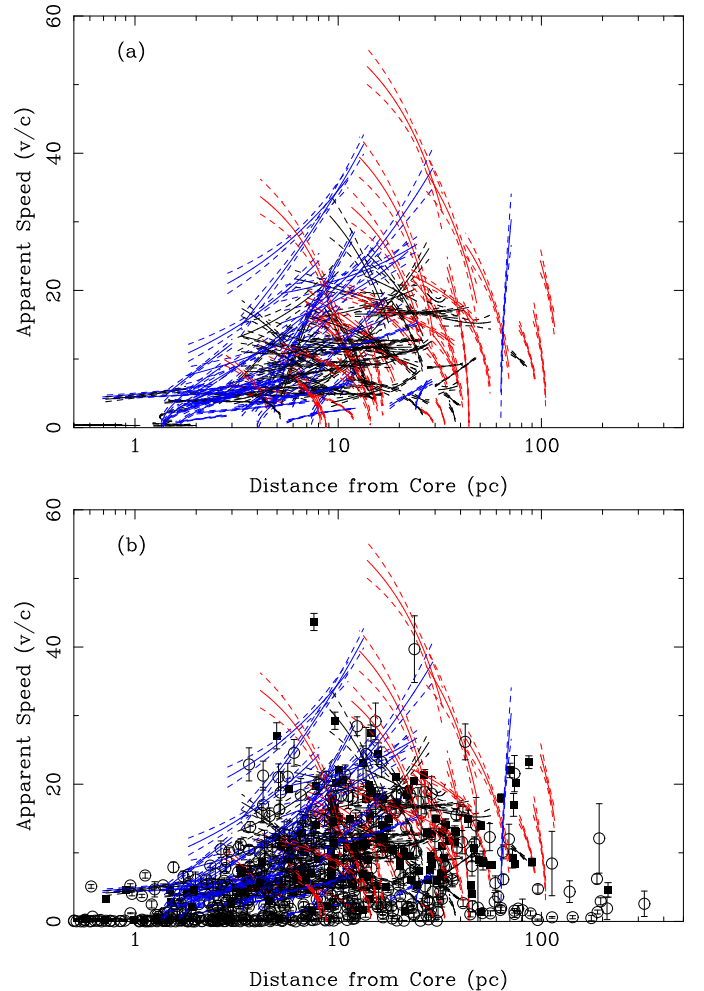 (a)
60
40
20
0
Apparent Speed (v/c)
1 10 100
Distance from Core (pc)
(b)
60
40
20
0
Apparent Speed (v/c)
1 10 100
Distance from Core (pc)